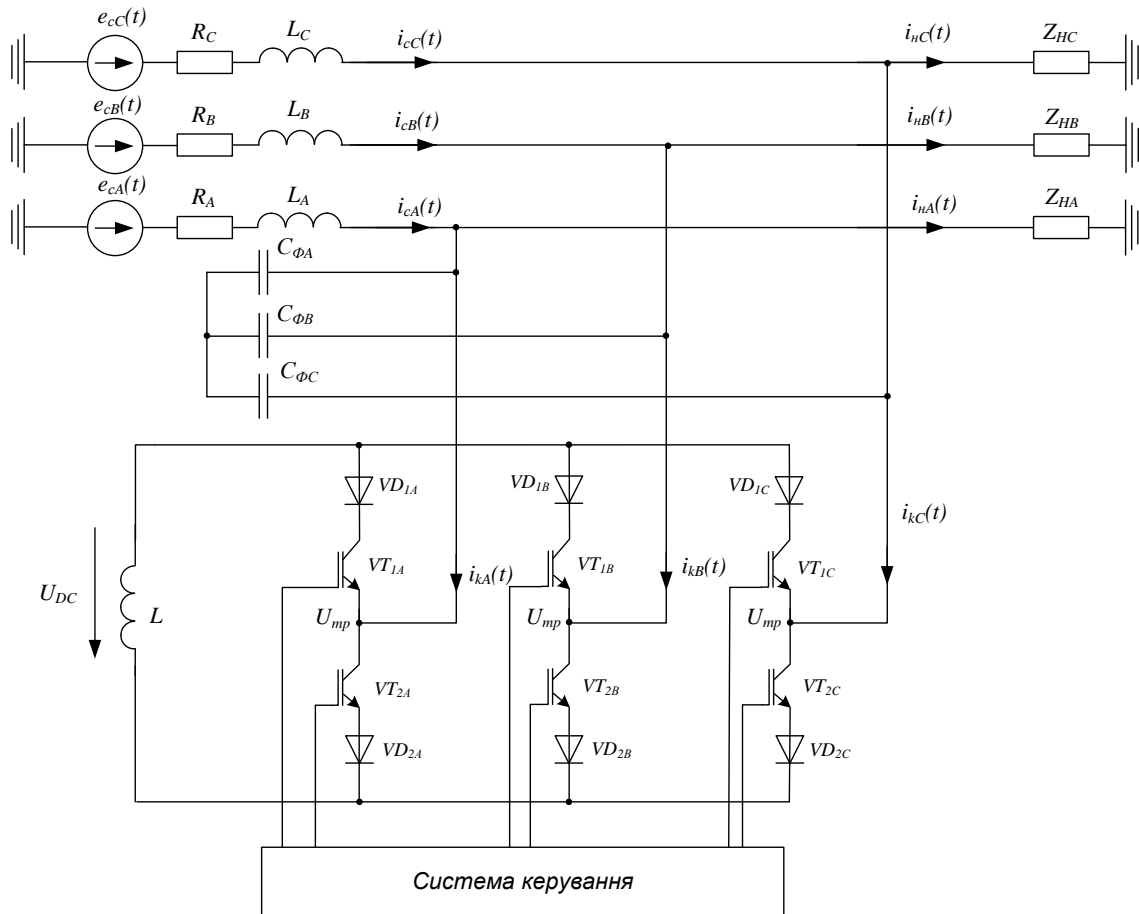 e_cC(t)
R_C
L_C
i_cC(t)
i_нC(t)
Z_HC
e_cB(t)
R_B
L_B
i_cB(t)
i_нB(t)
Z_HB
e_cA(t)
R_A
L_A
i_cA(t)
i_нA(t)
Z_HA
C_ФA
C_ФB
C_ФC
VD_1A
VD_1B
VD_1C
i_kC(t)
VT_1A
i_kA(t)
VT_1B
i_kB(t)
VT_1C
U_DC
L
U_mp
U_mp
U_mp
VT_2A
VT_2B
VT_2C
VD_2A
VD_2B
VD_2C
Система керування